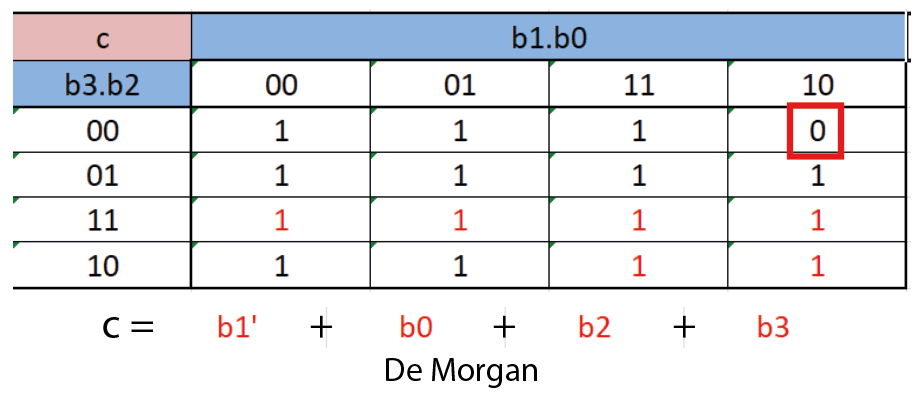 c b1.b0
b3.b2 00 01 11 10
00 1 1 1 0
01 1 1 1 1
11 1 1 1 1
10 1 1 1 1
c = b1' + b0 + b2 + b3
De Morgan